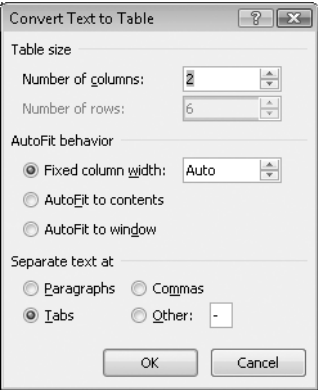 Convert Text to Table
Table size
Number of columns: 2
Number of rows: 6
AutoFit behavior
Fixed column width: Auto
AutoFit to contents
AutoFit to window
Separate text at
Paragraphs Commas
Tabs Other: -
OK Cancel